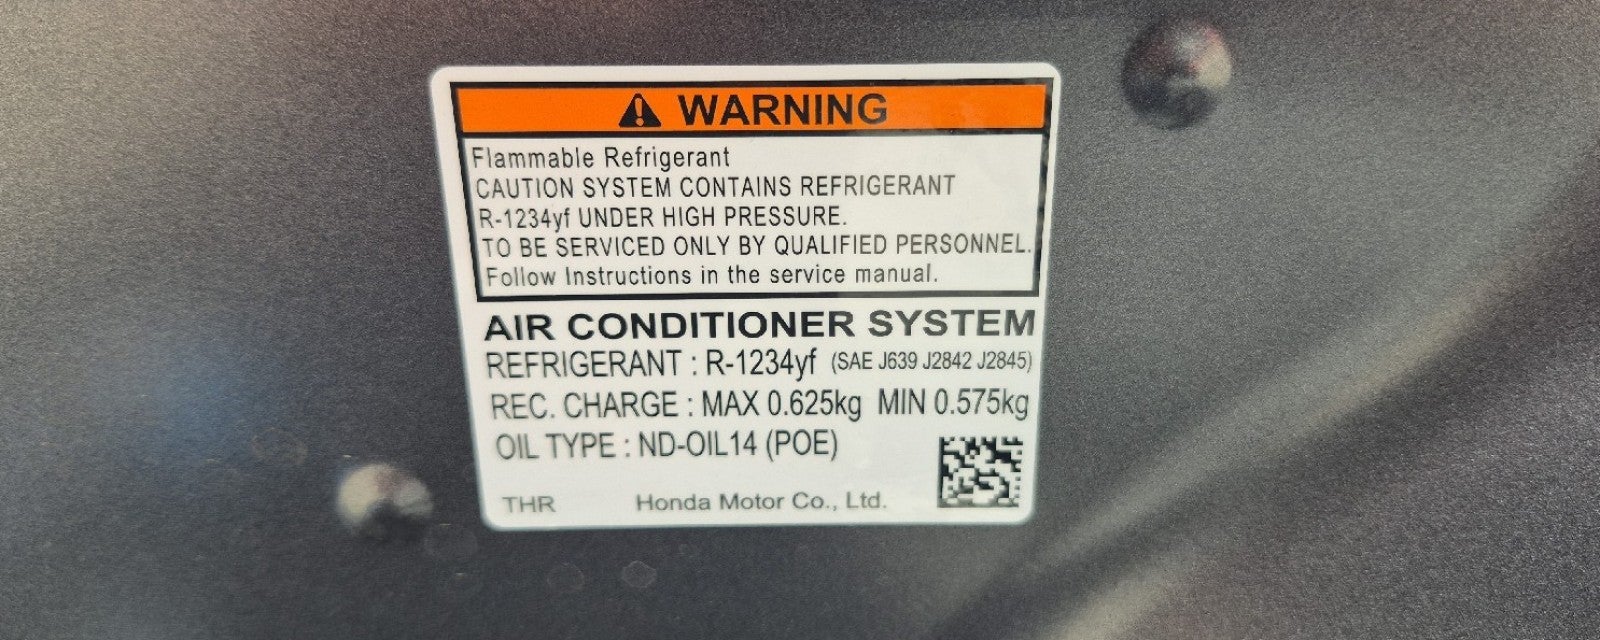 WARNING
Flammable Refrigerant
CAUTION SYSTEM CONTAINS REFRIGERANT
R-1234yf UNDER HIGH PRESSURE.
TO BE SERVICED ONLY BY QUALIFIED PERSONNEL.
Follow Instructions in the service manual.
AIR CONDITIONER SYSTEM
REFRIGERANT : R-1234yf (SAE J639 J2842 J2845)
REC. CHARGE : MAX 0.625kg MIN 0.575kg
OIL TYPE : ND-OIL14 (POE)
THR Honda Motor Co., Ltd.